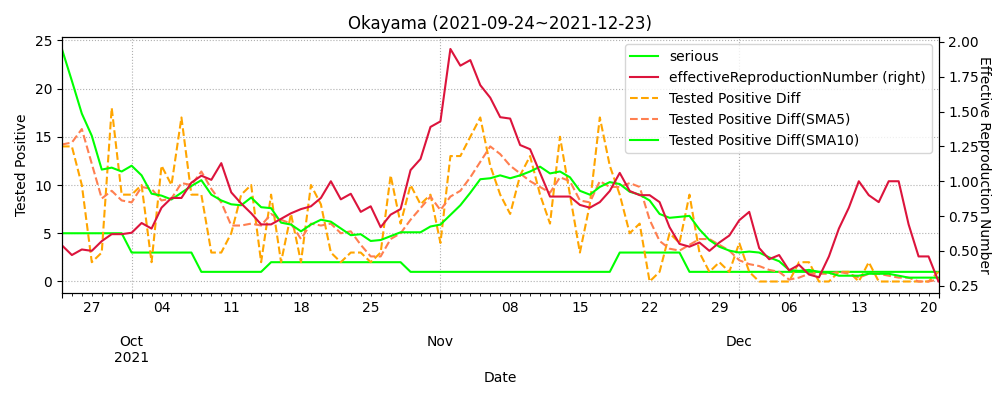 Okayama (2021-09-24~2021-12-23)
serious
effectiveReproductionNumber (right)
Tested Positive Diff
Tested Positive Diff(SMA5)
Tested Positive Diff(SMA10)
Tested Positive
25
20
15
10
5
0
2.00
1.75
1.50
1.25
1.00
0.75
0.50
0.25
Effective Reproduction Number
27 04 11 18 25 08 15 22 29 06 13 20
Oct Nov Dec
2021
Date